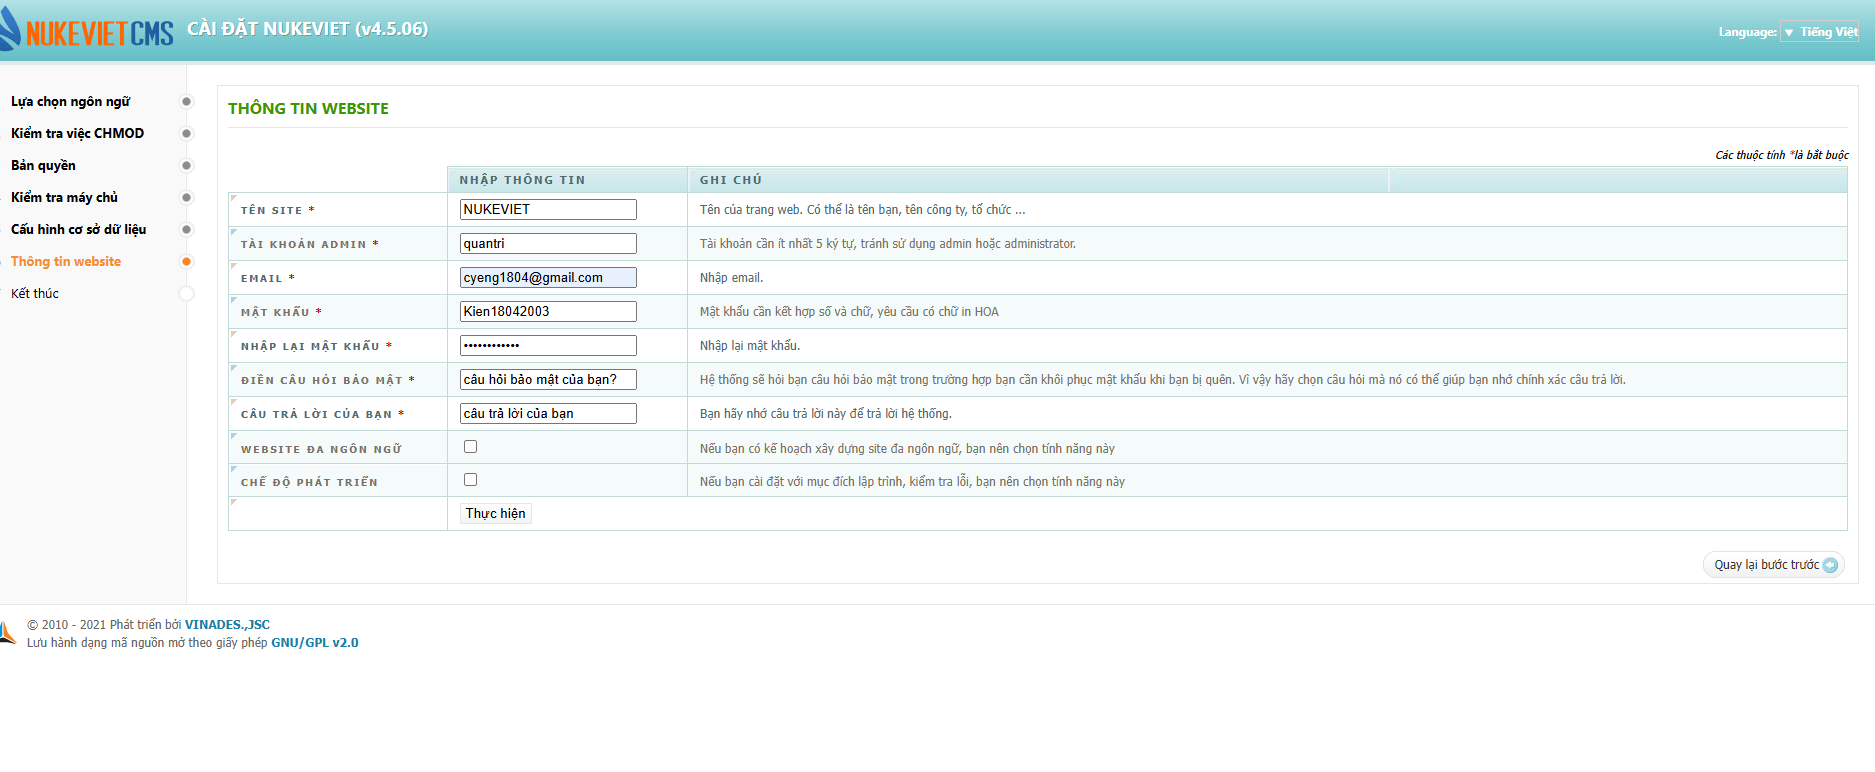 NUKEVIETCMS CÀI ĐẶT NUKEVIET (v4.5.06)
Language: Tiếng Việt
Lựa chọn ngôn ngữ
Kiểm tra việc CHMOD
Bản quyền
Kiểm tra máy chủ
Cấu hình cơ sở dữ liệu
Thông tin website
Kết thúc
THÔNG TIN WEBSITE
Các thuộc tính *là bắt buộc
NHẬP THÔNG TIN GHI CHÚ
TÊN SITE * NUKEVIET Tên của trang web. Có thể là tên bạn, tên công ty, tổ chức ...
TÀI KHOẢN ADMIN * quantri Tài khoản cần ít nhất 5 ký tự, tránh sử dụng admin hoặc administrator.
EMAIL * cyeng1804@gmail.com Nhập email.
MẬT KHẨU * Kien18042003 Mật khẩu cần kết hợp số và chữ, yêu cầu có chữ in HOA
NHẬP LẠI MẬT KHẨU * •••••••••••• Nhập lại mật khẩu.
ĐIỀN CÂU HỎI BẢO MẬT * câu hỏi bảo mật của bạn? Hệ thống sẽ hỏi bạn câu hỏi bảo mật trong trường hợp bạn cần khôi phục mật khẩu khi bạn bị quên. Vì vậy hãy chọn câu hỏi mà nó có thể giúp bạn nhớ chính xác câu trả lời.
CÂU TRẢ LỜI CỦA BẠN * câu trả lời của bạn Bạn hãy nhớ câu trả lời này để trả lời hệ thống.
WEBSITE ĐA NGÔN NGỮ Nếu bạn có kế hoạch xây dựng site đa ngôn ngữ, bạn nên chọn tính năng này
CHẾ ĐỘ PHÁT TRIỂN Nếu bạn cài đặt với mục đích lập trình, kiểm tra lỗi, bạn nên chọn tính năng này
Thực hiện
Quay lại bước trước
© 2010 - 2021 Phát triển bởi VINADES.,JSC
Lưu hành dạng mã nguồn mở theo giấy phép GNU/GPL v2.0